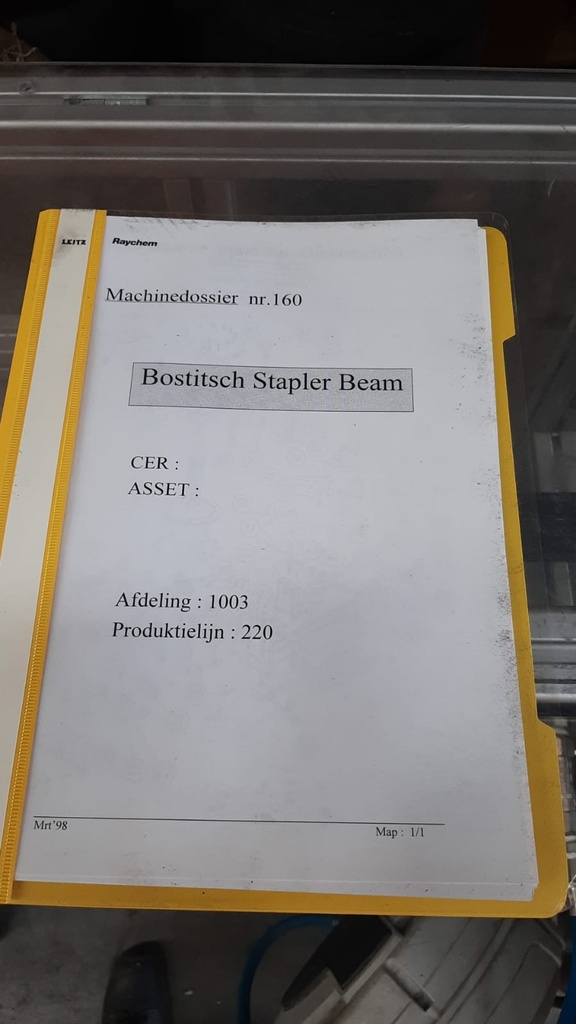 LEITZ
Raychem
Machinedossier nr.160
Bostitsch Stapler Beam
CER :
ASSET :
Afdeling : 1003
Produktielijn : 220
Mrt'98
Map : 1/1